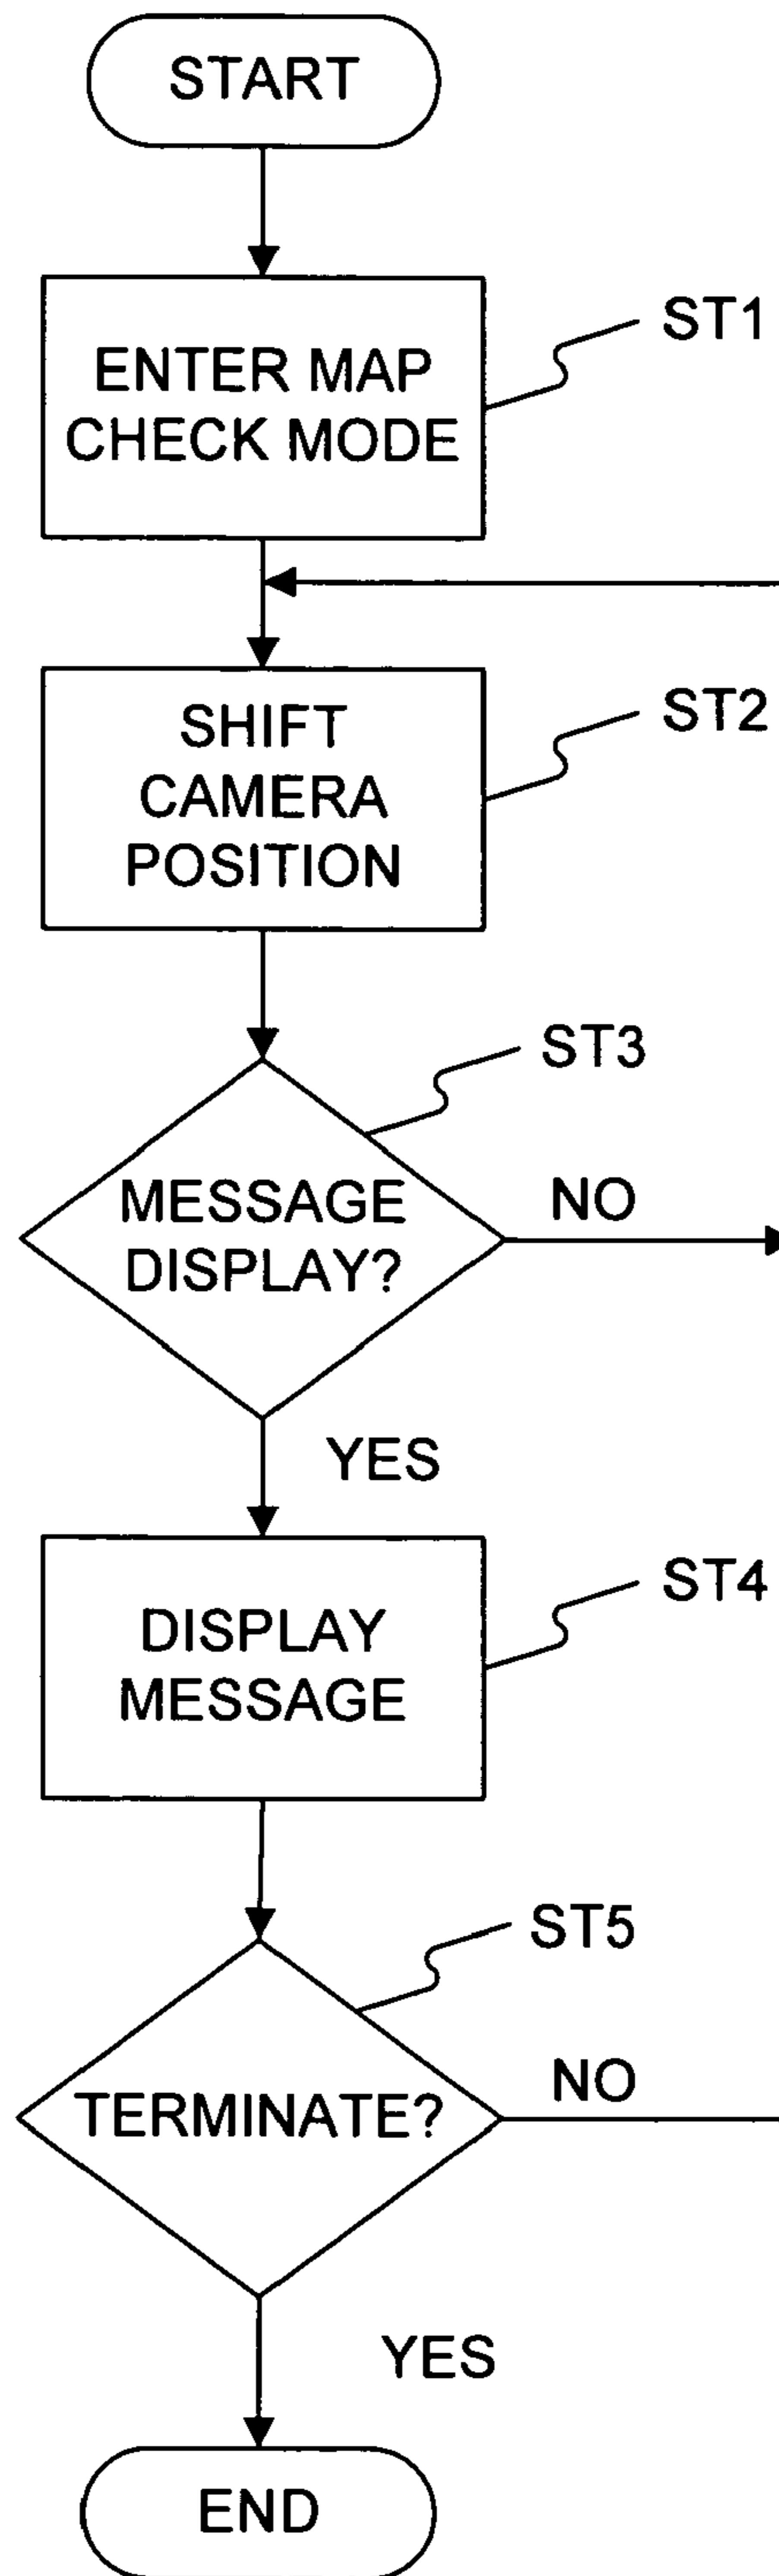 START
ENTER MAP
CHECK MODE
ST1
SHIFT
CAMERA
POSITION
ST2
ST3
MESSAGE
DISPLAY?
NO
YES
DISPLAY
MESSAGE
ST4
ST5
TERMINATE?
NO
YES
END